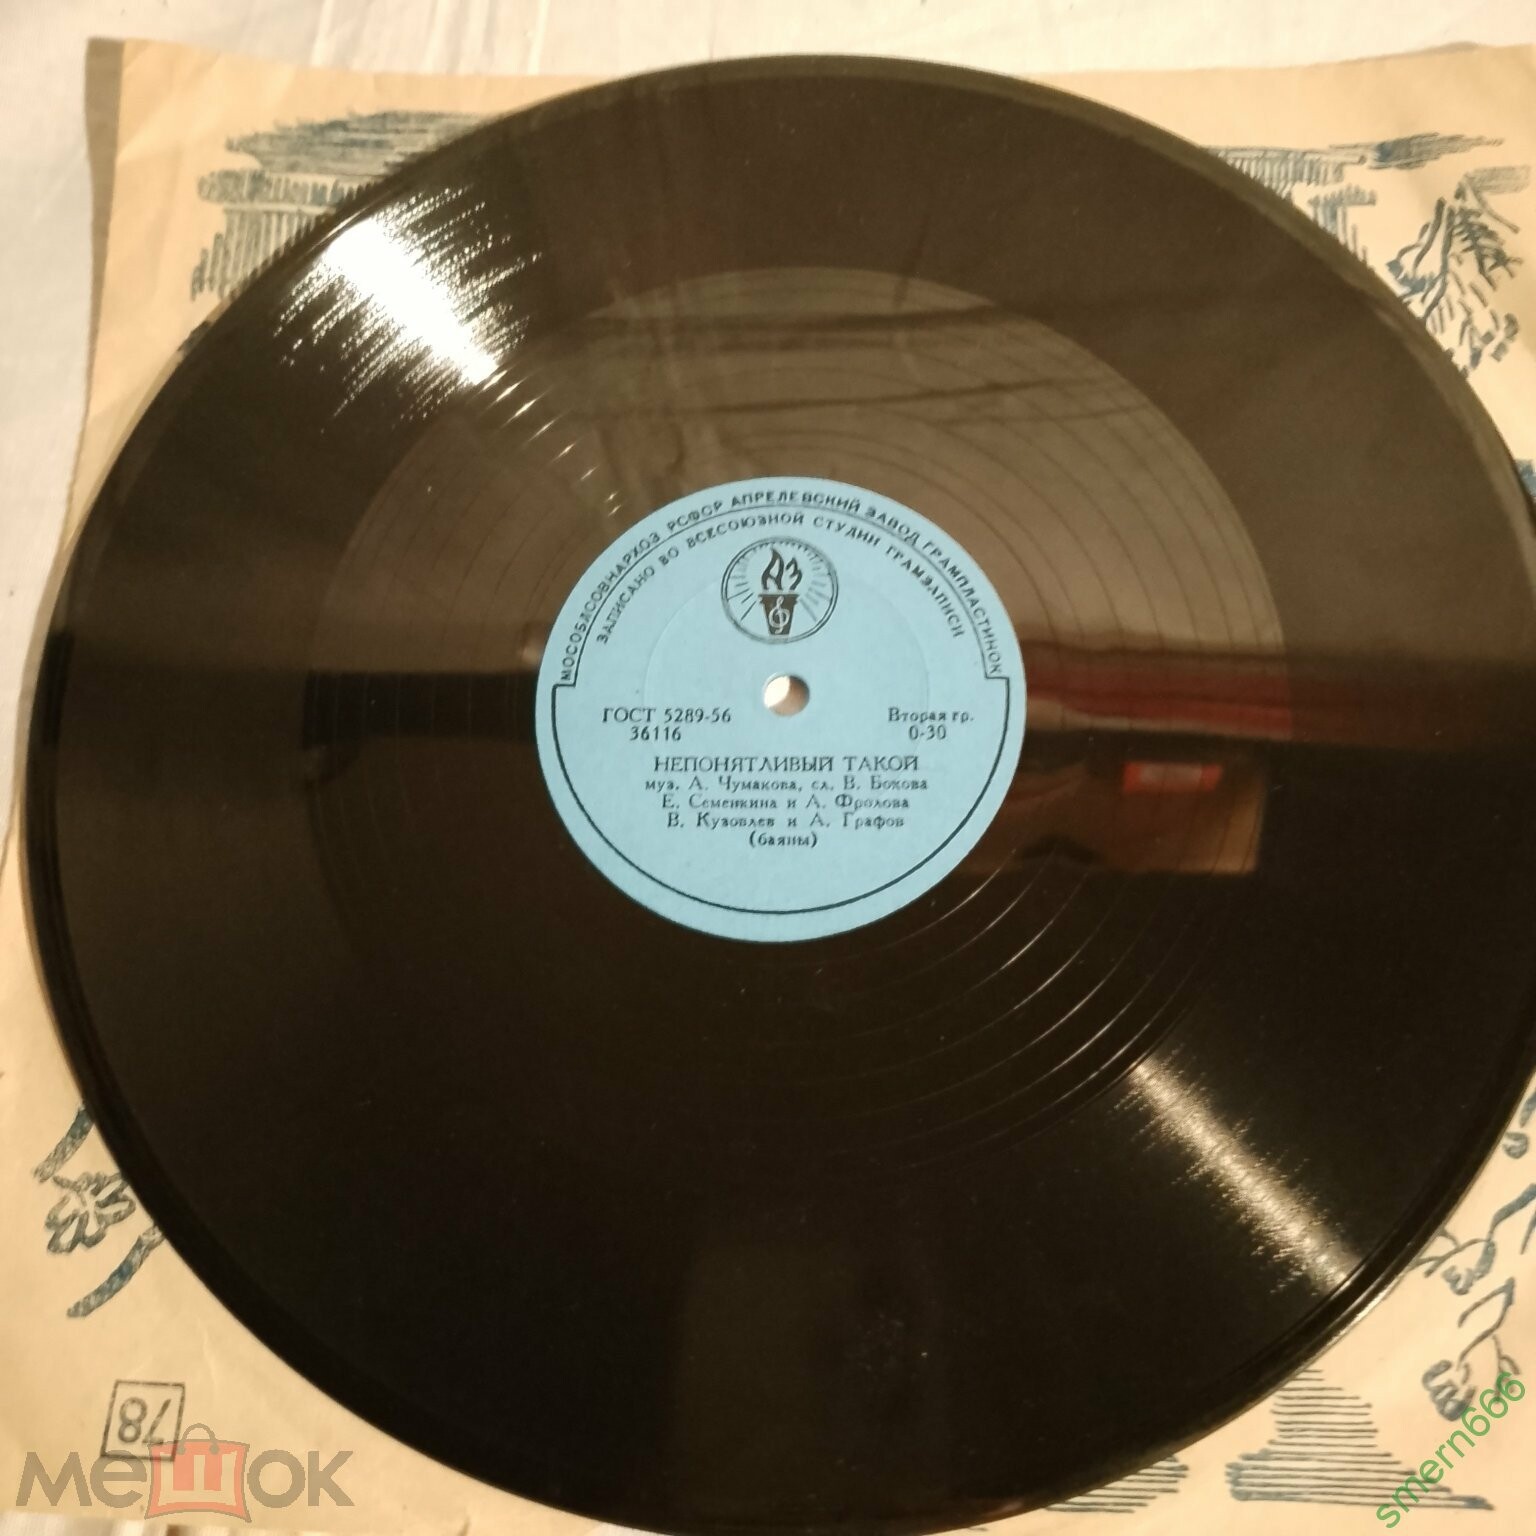 МОСОБЛСОВНАРХОЗ РСФСР АПРЕЛЕВСКИЙ ЗАВОД ГРАМПЛАСТИНОК
ЗАПИСАНО ВО ВСЕСОЮЗНОЙ СТУДИИ ГРАМЗАПИСИ
АЗ
ГОСТ 5289-56
36116
Вторая гр.
0-30
НЕПОНЯТЛИВЫЙ ТАКОЙ
муз. А. Чумакова, сл. В. Бокова
Е. Семенкина и А. Фролова
В. Кузовлев и А. Графов
(баяны)
78
мешок
smern666